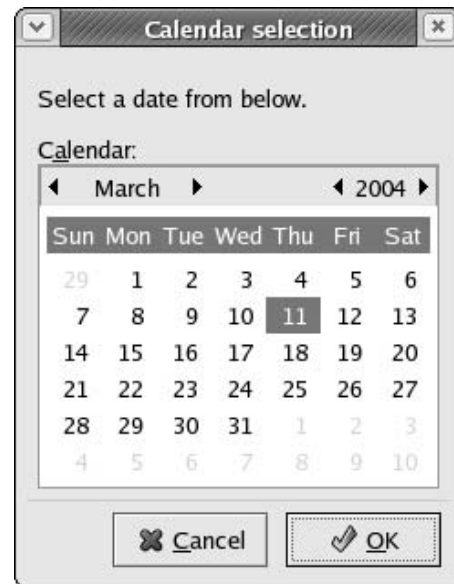 Calendar selection
Select a date from below.
Calendar:
March 2004
Sun Mon Tue Wed Thu Fri Sat
29 1 2 3 4 5 6
7 8 9 10 11 12 13
14 15 16 17 18 19 20
21 22 23 24 25 26 27
28 29 30 31 1 2 3
4 5 6 7 8 9 10
Cancel OK